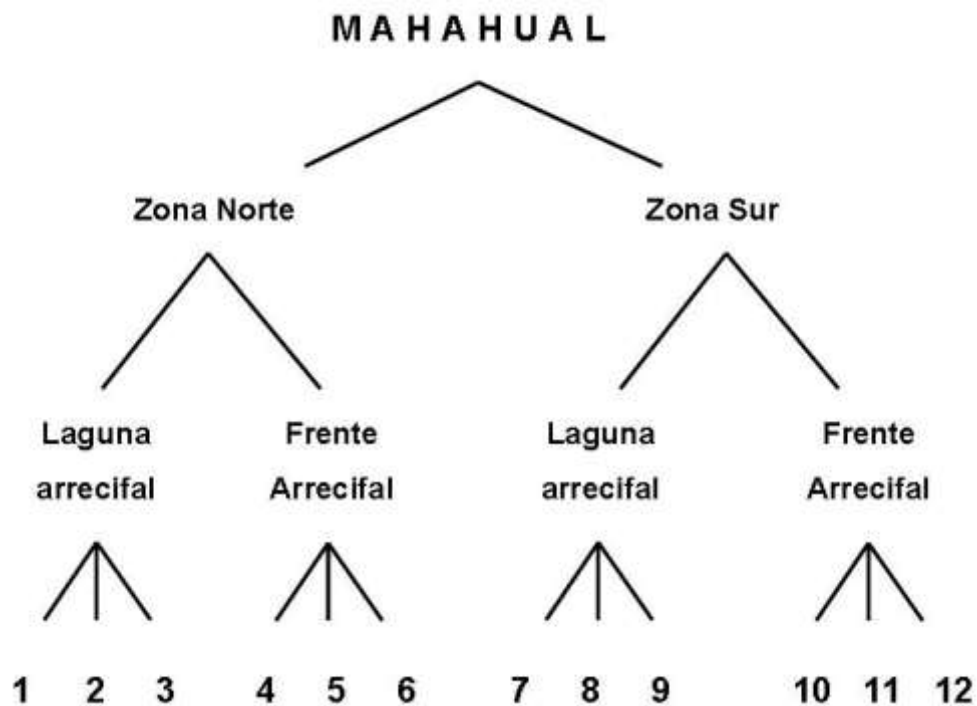 MAHAHUAL
Zona Norte Zona Sur
Laguna Frente Laguna Frente
arrecifal Arrecifal arrecifal Arrecifal
1 2 3 4 5 6 7 8 9 10 11 12